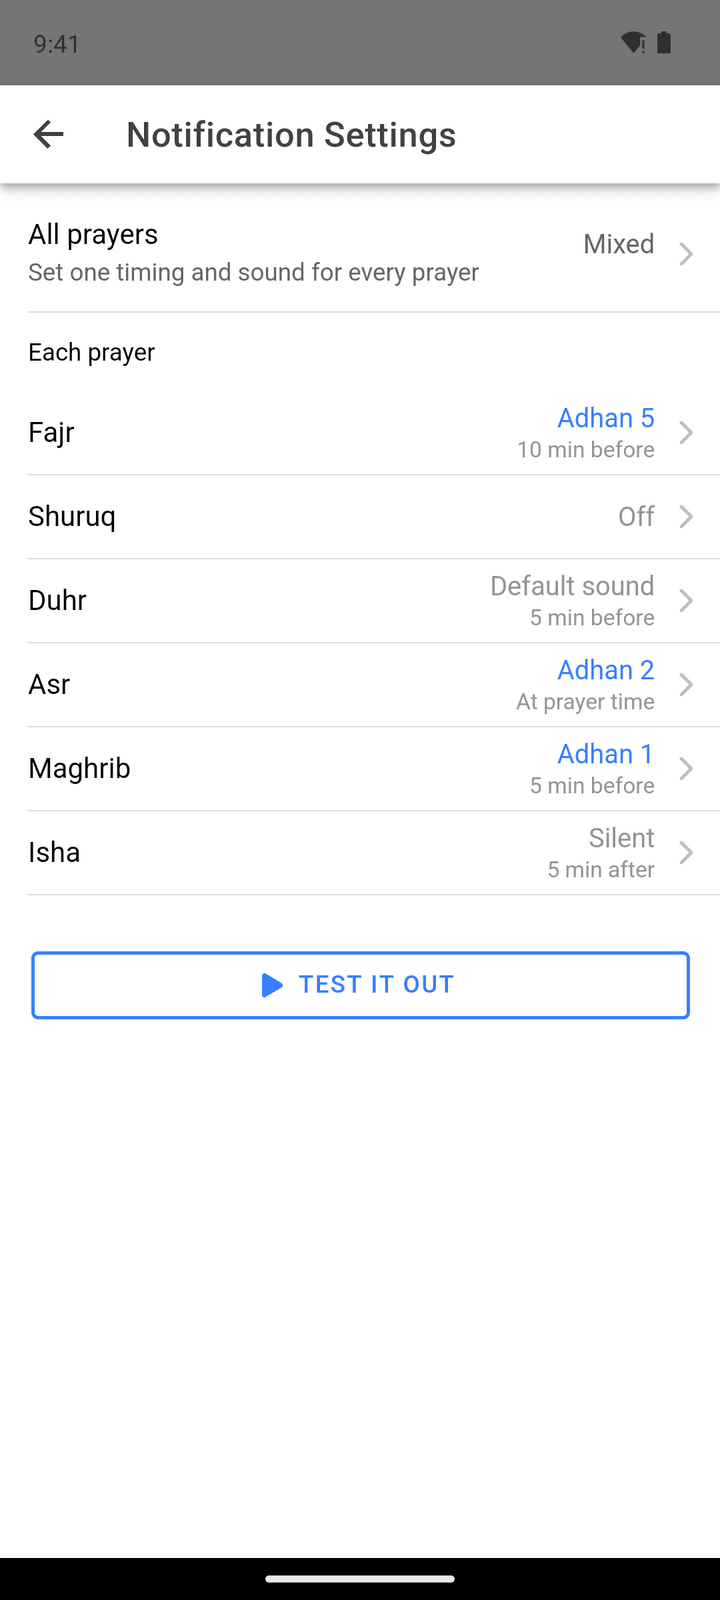 9:41
Notification Settings
All prayers
Mixed
Set one timing and sound for every prayer
Each prayer
Fajr
Adhan 5
10 min before
Shuruq
Off
Duhr
Default sound
5 min before
Asr
Adhan 2
At prayer time
Maghrib
Adhan 1
5 min before
Isha
Silent
5 min after
TEST IT OUT